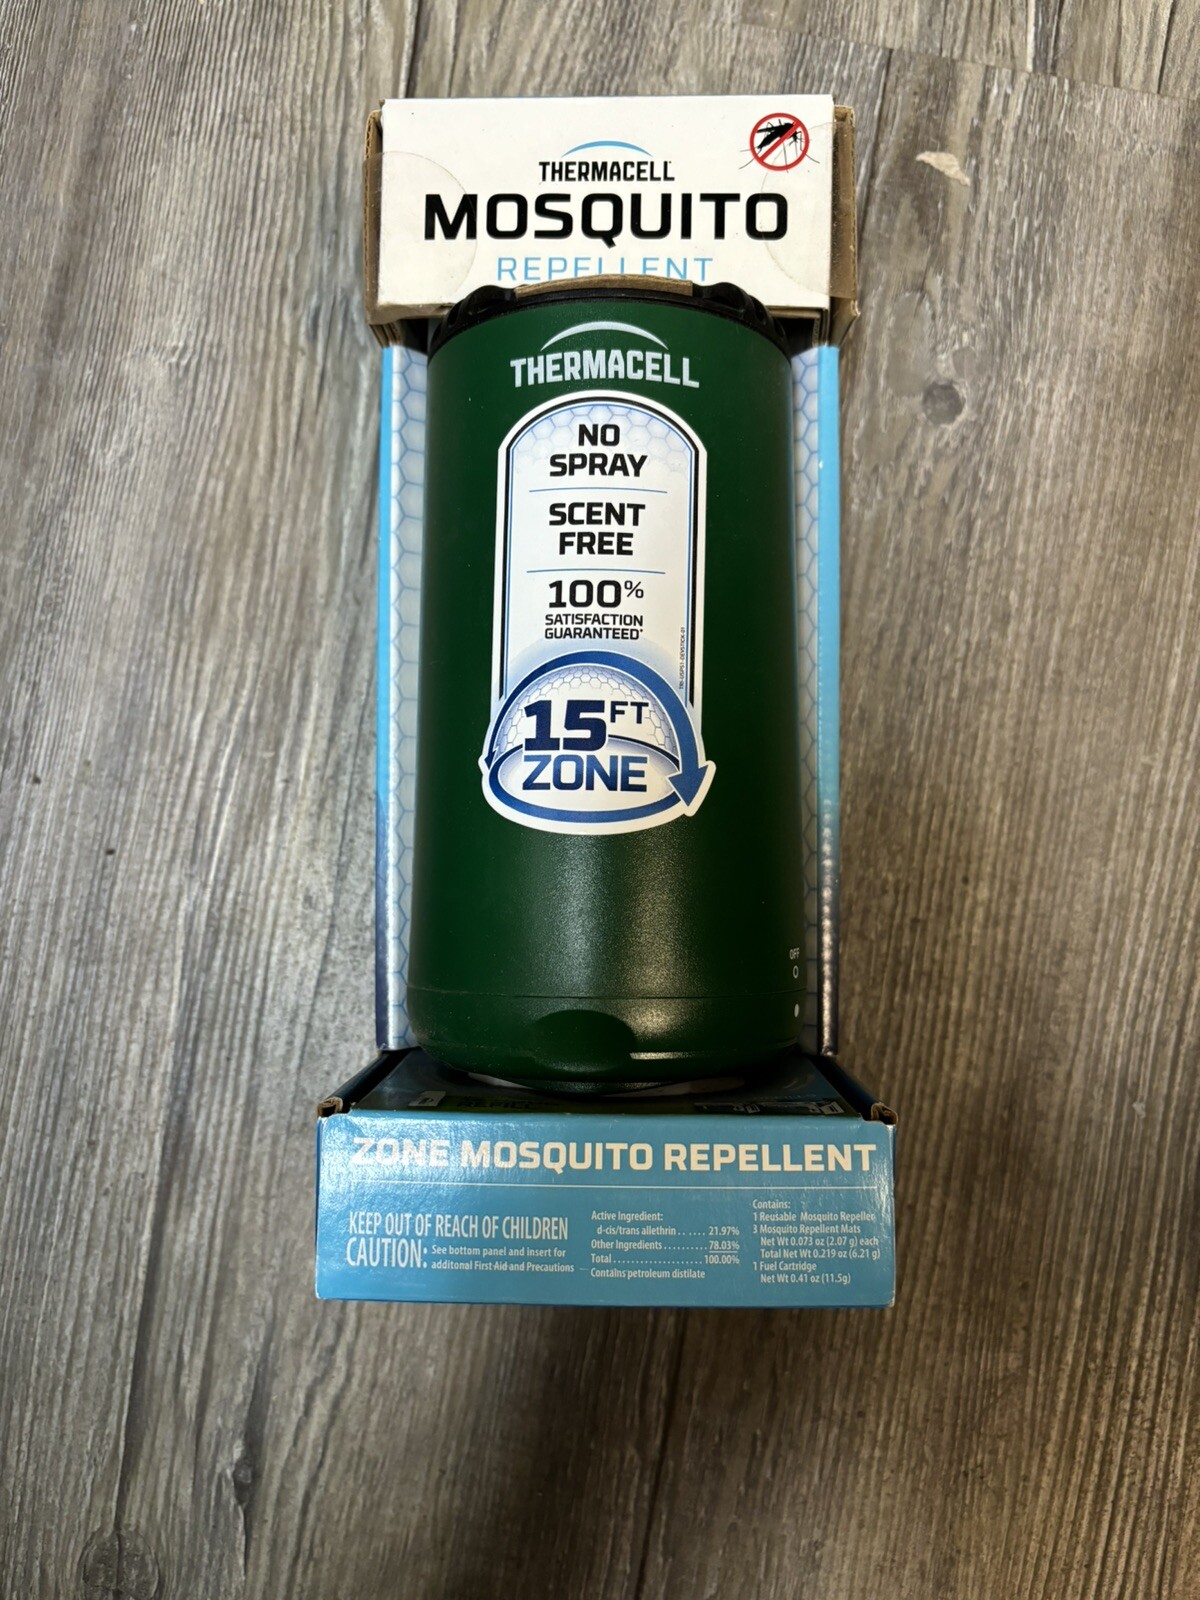 THERMACELL
MOSQUITO
REPELLENT
THERMACELL
NO
SPRAY
SCENT
FREE
100%
SATISFACTION
GUARANTEED*
15 FT
ZONE
OFF
ZONE MOSQUITO REPELLENT
KEEP OUT OF REACH OF CHILDREN
CAUTION: See bottom panel and insert for
additonal First Aid and Precautions
Active Ingredient:
d-cis/trans allethrin ...... 21.97%
Other Ingredients .......... 78.03%
Total ..................... 100.00%
Contains petroleum distilate
Contains:
1 Reusable Mosquito Repeller
3 Mosquito Repellent Mats
Net Wt 0.073 oz (2.07 g) each
Total Net Wt 0.219 oz (6.21 g)
1 Fuel Cartridge
Net Wt 0.41 oz (11.5g)